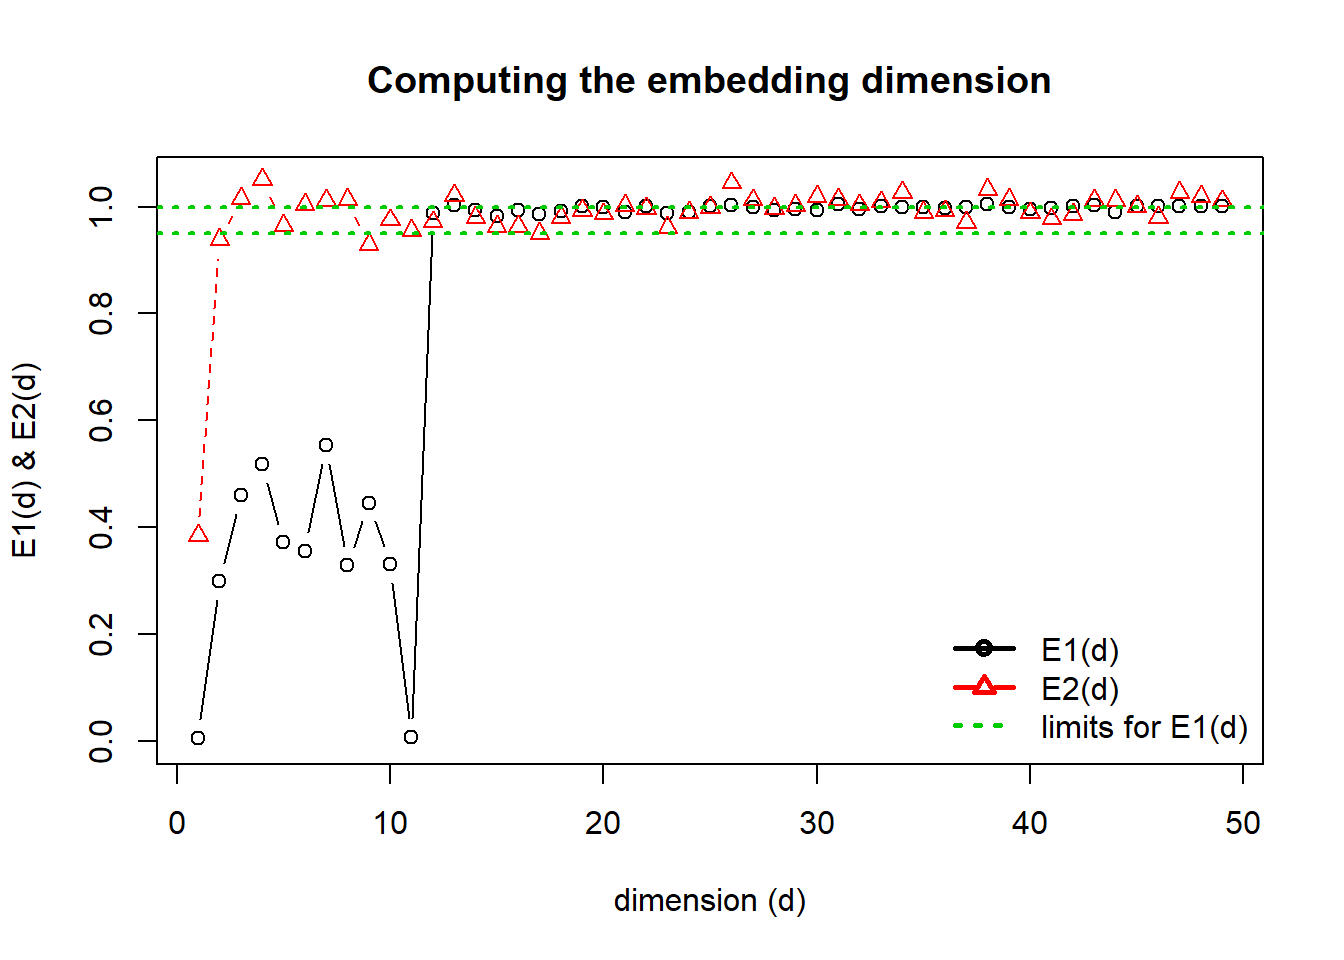 Computing the embedding dimension
E1(d) & E2(d)
1.0
0.8
0.6
0.4
0.2
0.0
E1(d)
E2(d)
limits for E1(d)
0 10 20 30 40 50
dimension (d)